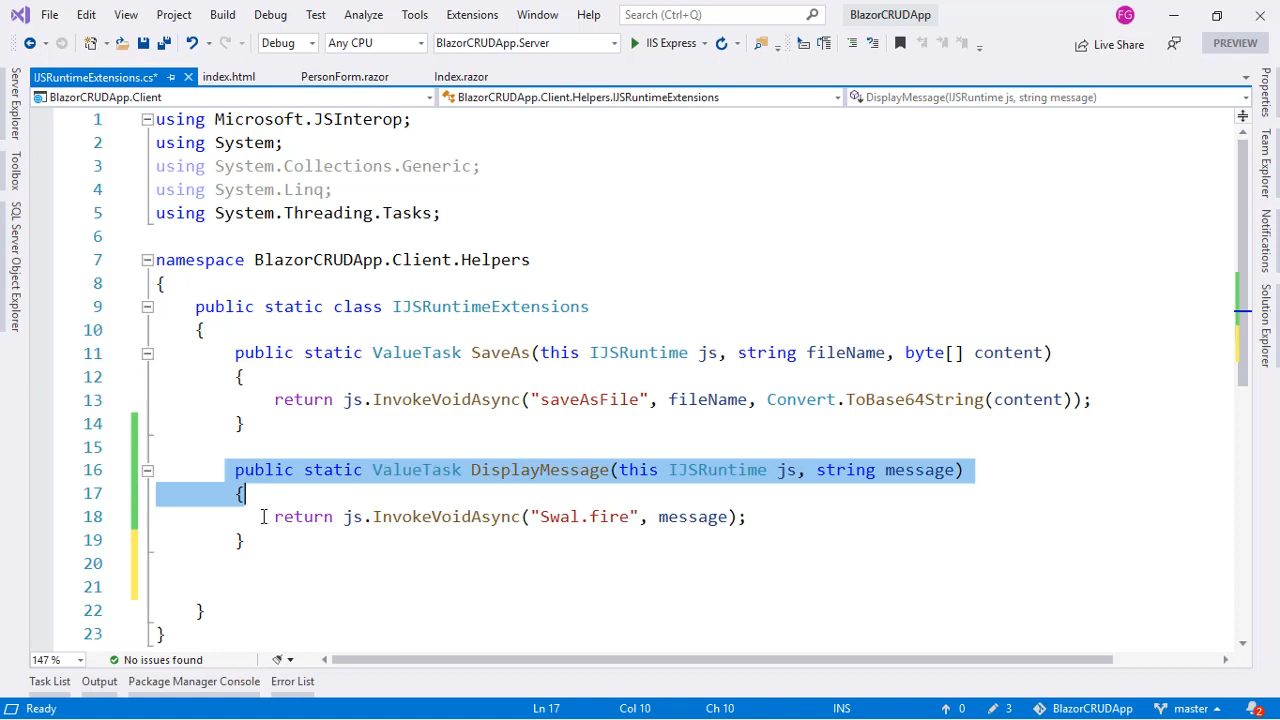 File Edit View Project Build Debug Test Analyze Tools Extensions Window Help Search (Ctrl+Q) BlazorCRUDApp FG
Debug Any CPU BlazorCRUDApp.Server IIS Express Live Share PREVIEW
IJSRuntimeExtensions.cs* index.html PersonForm.razor Index.razor
BlazorCRUDApp.Client BlazorCRUDApp.Client.Helpers.IJSRuntimeExtensions DisplayMessage(IJSRuntime js, string message)
Server Explorer
Toolbox
SQL Server Object Explorer
1 using Microsoft.JSInterop;
2 using System;
3 using System.Collections.Generic;
4 using System.Linq;
5 using System.Threading.Tasks;
6
7 namespace BlazorCRUDApp.Client.Helpers
8 {
9 public static class IJSRuntimeExtensions
10 {
11 public static ValueTask SaveAs(this IJSRuntime js, string fileName, byte[] content)
12 {
13 return js.InvokeVoidAsync("saveAsFile", fileName, Convert.ToBase64String(content));
14 }
15
16 public static ValueTask DisplayMessage(this IJSRuntime js, string message)
17 {
18 return js.InvokeVoidAsync("Swal.fire", message);
19 }
20
21
22 }
23 }
Properties
Team Explorer
Notifications
Solution Explorer
147 % No issues found
Task List Output Package Manager Console Error List
Ready Ln 17 Col 10 Ch 10 INS 0 3 BlazorCRUDApp master 2